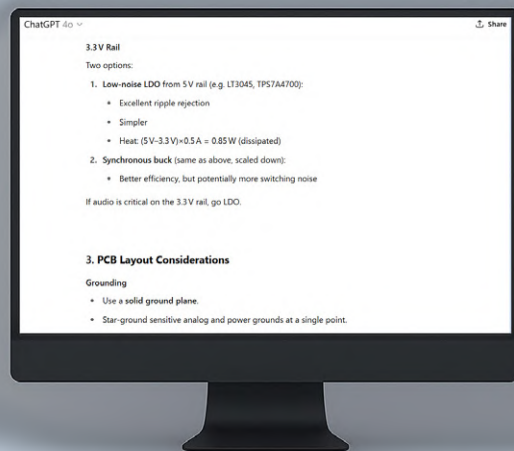 ChatGPT 4o
Share
3.3 V Rail
Two options:
1. Low-noise LDO from 5 V rail (e.g. LT3045, TPS7A4700):
• Excellent ripple rejection
• Simpler
• Heat: (5 V–3.3 V)×0.5 A = 0.85 W (dissipated)
2. Synchronous buck (same as above, scaled down):
• Better efficiency, but potentially more switching noise
If audio is critical on the 3.3 V rail, go LDO.
3. PCB Layout Considerations
Grounding
• Use a solid ground plane.
• Star-ground sensitive analog and power grounds at a single point.